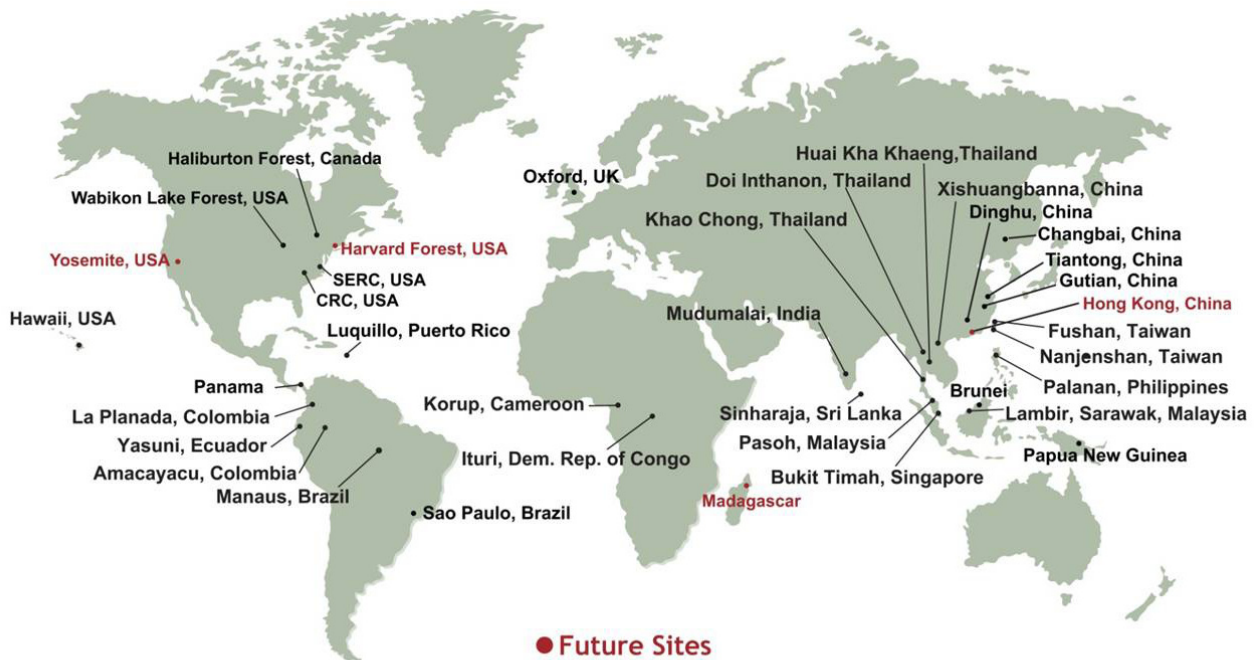 Haliburton Forest, Canada
Wabikon Lake Forest, USA
Yosemite, USA
Harvard Forest, USA
SERC, USA
CRC, USA
Hawaii, USA
Luquillo, Puerto Rico
Panama
La Planada, Colombia
Yasuni, Ecuador
Amacayacu, Colombia
Manaus, Brazil
Sao Paulo, Brazil
Oxford, UK
Korup, Cameroon
Ituri, Dem. Rep. of Congo
Madagascar
Huai Kha Khaeng,Thailand
Doi Inthanon, Thailand
Khao Chong, Thailand
Xishuangbanna, China
Dinghu, China
Changbai, China
Tiantong, China
Gutian, China
Hong Kong, China
Mudumalai, India
Fushan, Taiwan
Nanjenshan, Taiwan
Palanan, Philippines
Brunei
Sinharaja, Sri Lanka
Lambir, Sarawak, Malaysia
Pasoh, Malaysia
Papua New Guinea
Bukit Timah, Singapore
Future Sites